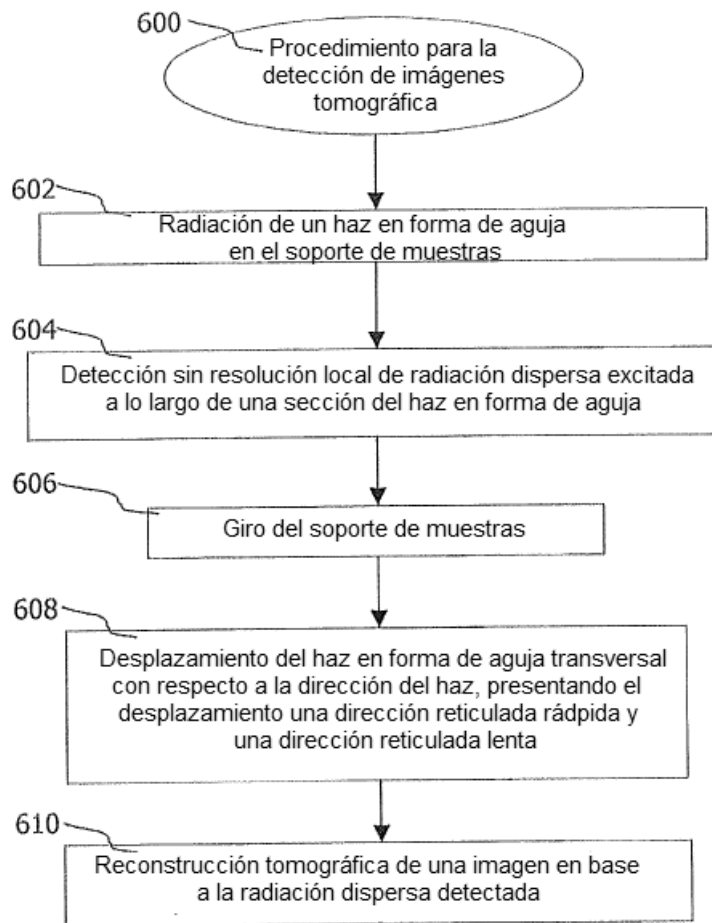 600
Procedimiento para la
detección de imágenes
tomográfica
602
Radiación de un haz en forma de aguja
en el soporte de muestras
604
Detección sin resolución local de radiación dispersa excitada
a lo largo de una sección del haz en forma de aguja
606
Giro del soporte de muestras
608
Desplazamiento del haz en forma de aguja transversal
con respecto a la dirección del haz, presentando el
desplazamiento una dirección reticulada rádpida y
una dirección reticulada lenta
610
Reconstrucción tomográfica de una imagen en base
a la radiación dispersa detectada